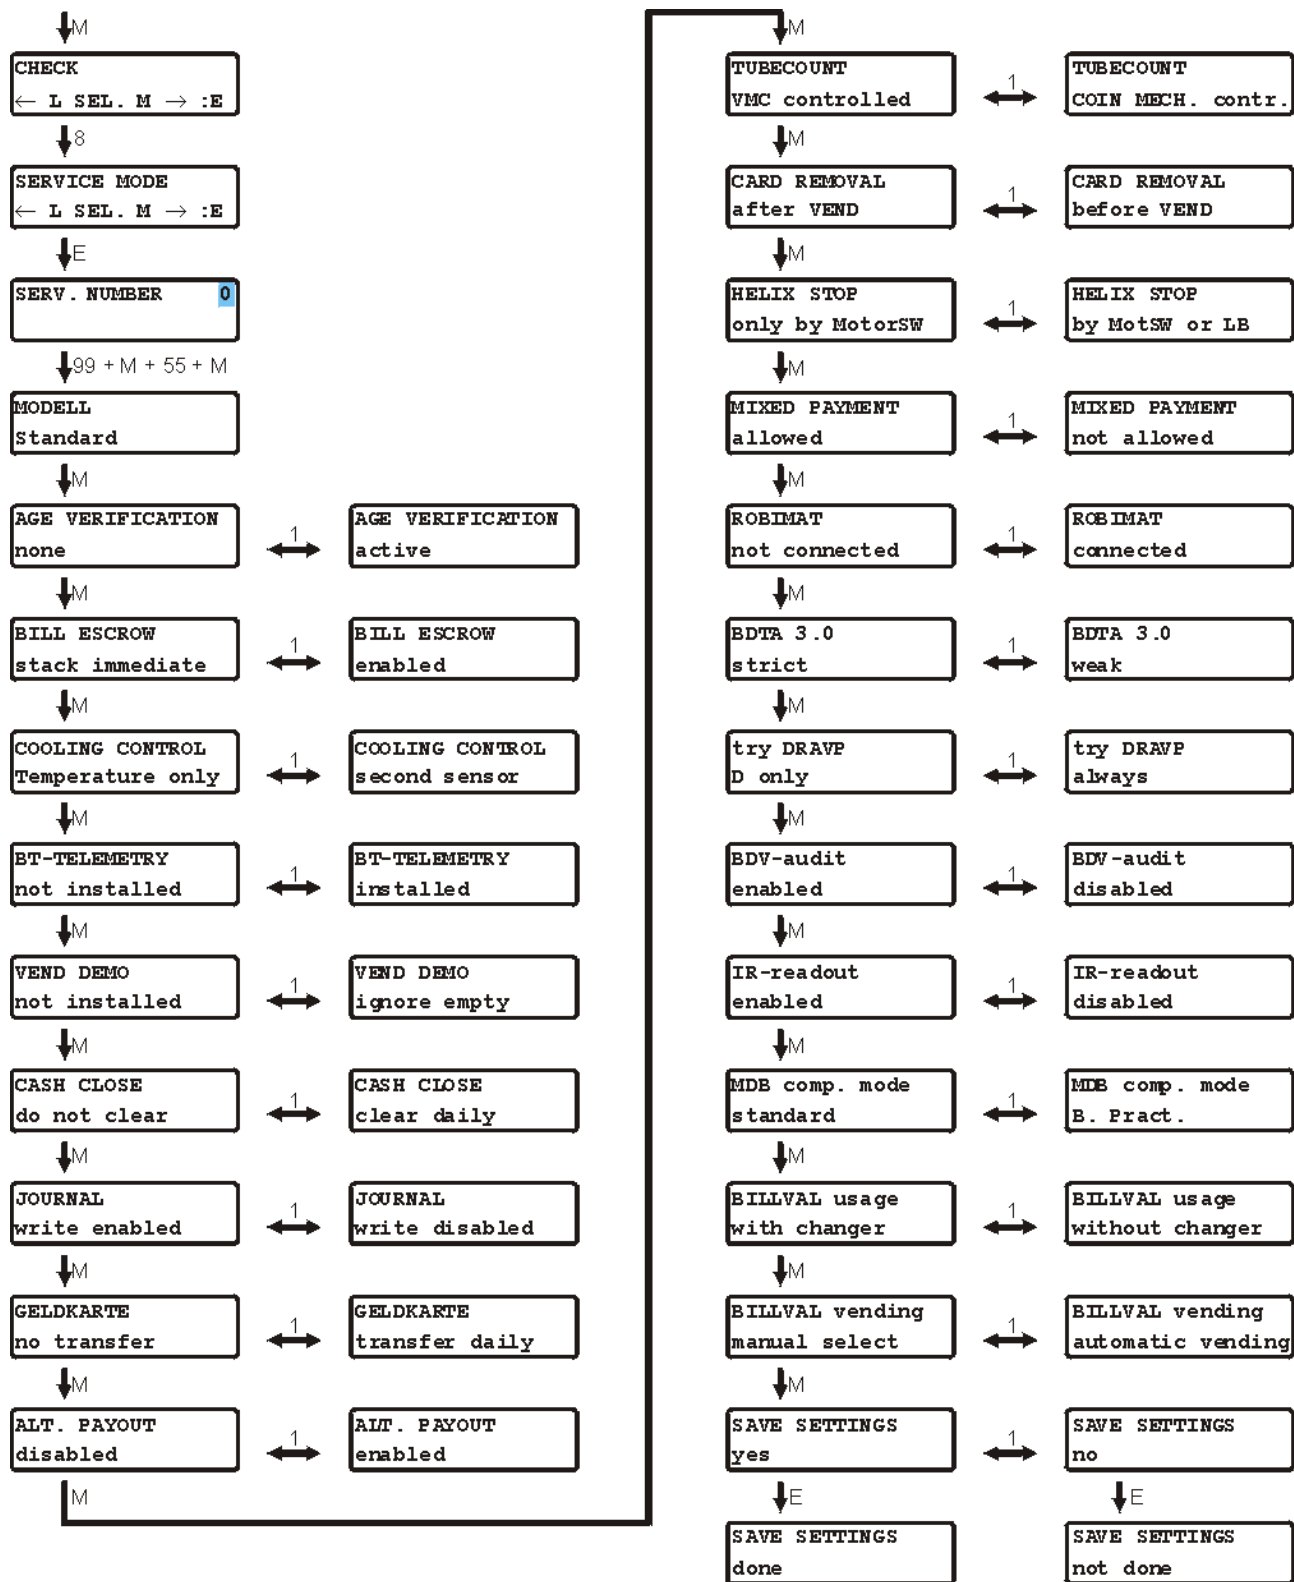 M
CHECK
← L SEL. M → :E
8
SERVICE MODE
← L SEL. M → :E
E
SERV. NUMBER 0
99 + M + 55 + M
MODELL
Standard
M
AGE VERIFICATION
none
1
AGE VERIFICATION
active
M
BILL ESCROW
stack immediate
1
BILL ESCROW
enabled
M
COOLING CONTROL
Temperature only
1
COOLING CONTROL
second sensor
M
BT-TELEMETRY
not installed
1
BT-TELEMETRY
installed
M
VEND DEMO
not installed
1
VEND DEMO
ignore empty
M
CASH CLOSE
do not clear
1
CASH CLOSE
clear daily
M
JOURNAL
write enabled
1
JOURNAL
write disabled
M
GELDKARTE
no transfer
1
GELDKARTE
transfer daily
M
ALT. PAYOUT
disabled
1
ALT. PAYOUT
enabled
M
M
TUBECOUNT
VMC controlled
1
TUBECOUNT
COIN MECH. contr.
M
CARD REMOVAL
after VEND
1
CARD REMOVAL
before VEND
M
HELIX STOP
only by MotorSW
1
HELIX STOP
by MotSW or LB
M
MIXED PAYMENT
allowed
1
MIXED PAYMENT
not allowed
M
ROBIMAT
not connected
1
ROBIMAT
connected
M
BDTA 3.0
strict
1
BDTA 3.0
weak
M
try DRAVP
D only
1
try DRAVP
always
M
BDV-audit
enabled
1
BDV-audit
disabled
M
IR-readout
enabled
1
IR-readout
disabled
M
MDB comp. mode
standard
1
MDB comp. mode
B. Pract.
M
BILLVAL usage
with changer
1
BILLVAL usage
without changer
M
BILLVAL vending
manual select
1
BILLVAL vending
automatic vending
M
SAVE SETTINGS
yes
1
SAVE SETTINGS
no
E
SAVE SETTINGS
done
E
SAVE SETTINGS
not done